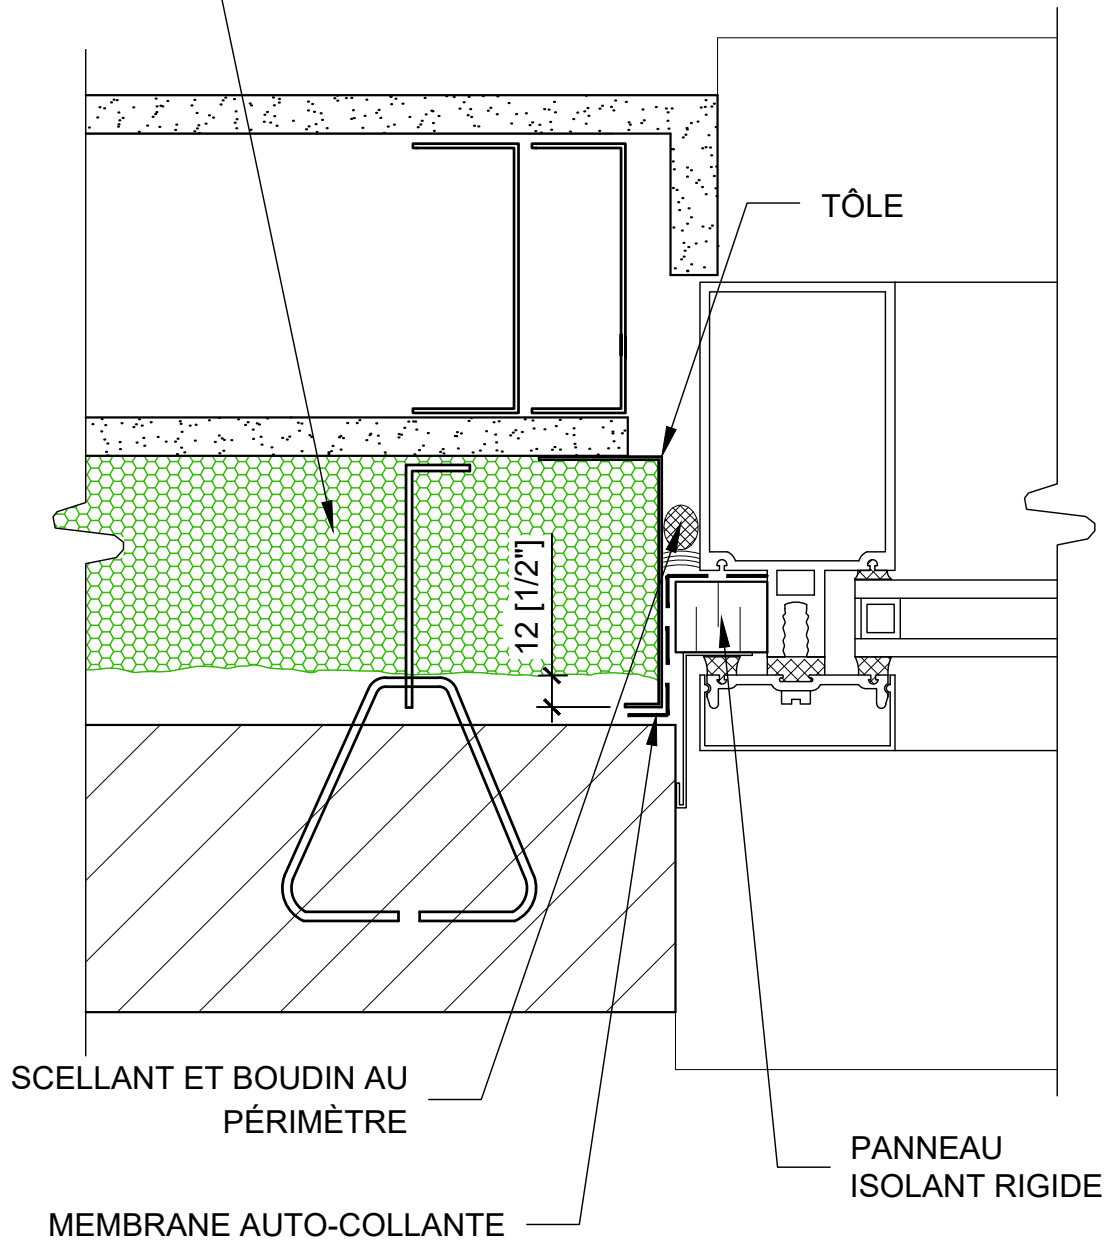 TÔLE
12 [1/2"]
SCELLANT ET BOUDIN AU
PÉRIMÈTRE
PANNEAU
ISOLANT RIGIDE
MEMBRANE AUTO-COLLANTE